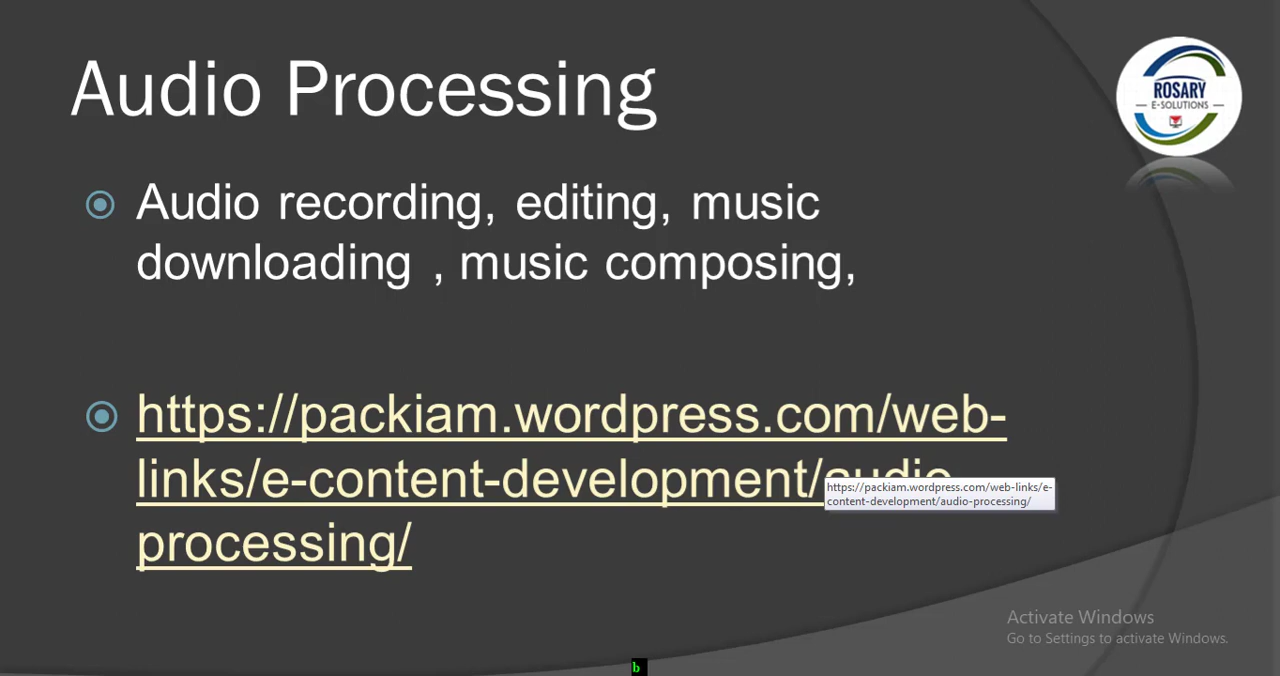 Audio Processing
ROSARY
E-SOLUTIONS
Audio recording, editing, music
downloading , music composing,
https://packiam.wordpress.com/web-
links/e-content-development/audio-
https://packiam.wordpress.com/web-links/e-
content-development/audio-processing/
processing/
Activate Windows
Go to Settings to activate Windows.
b